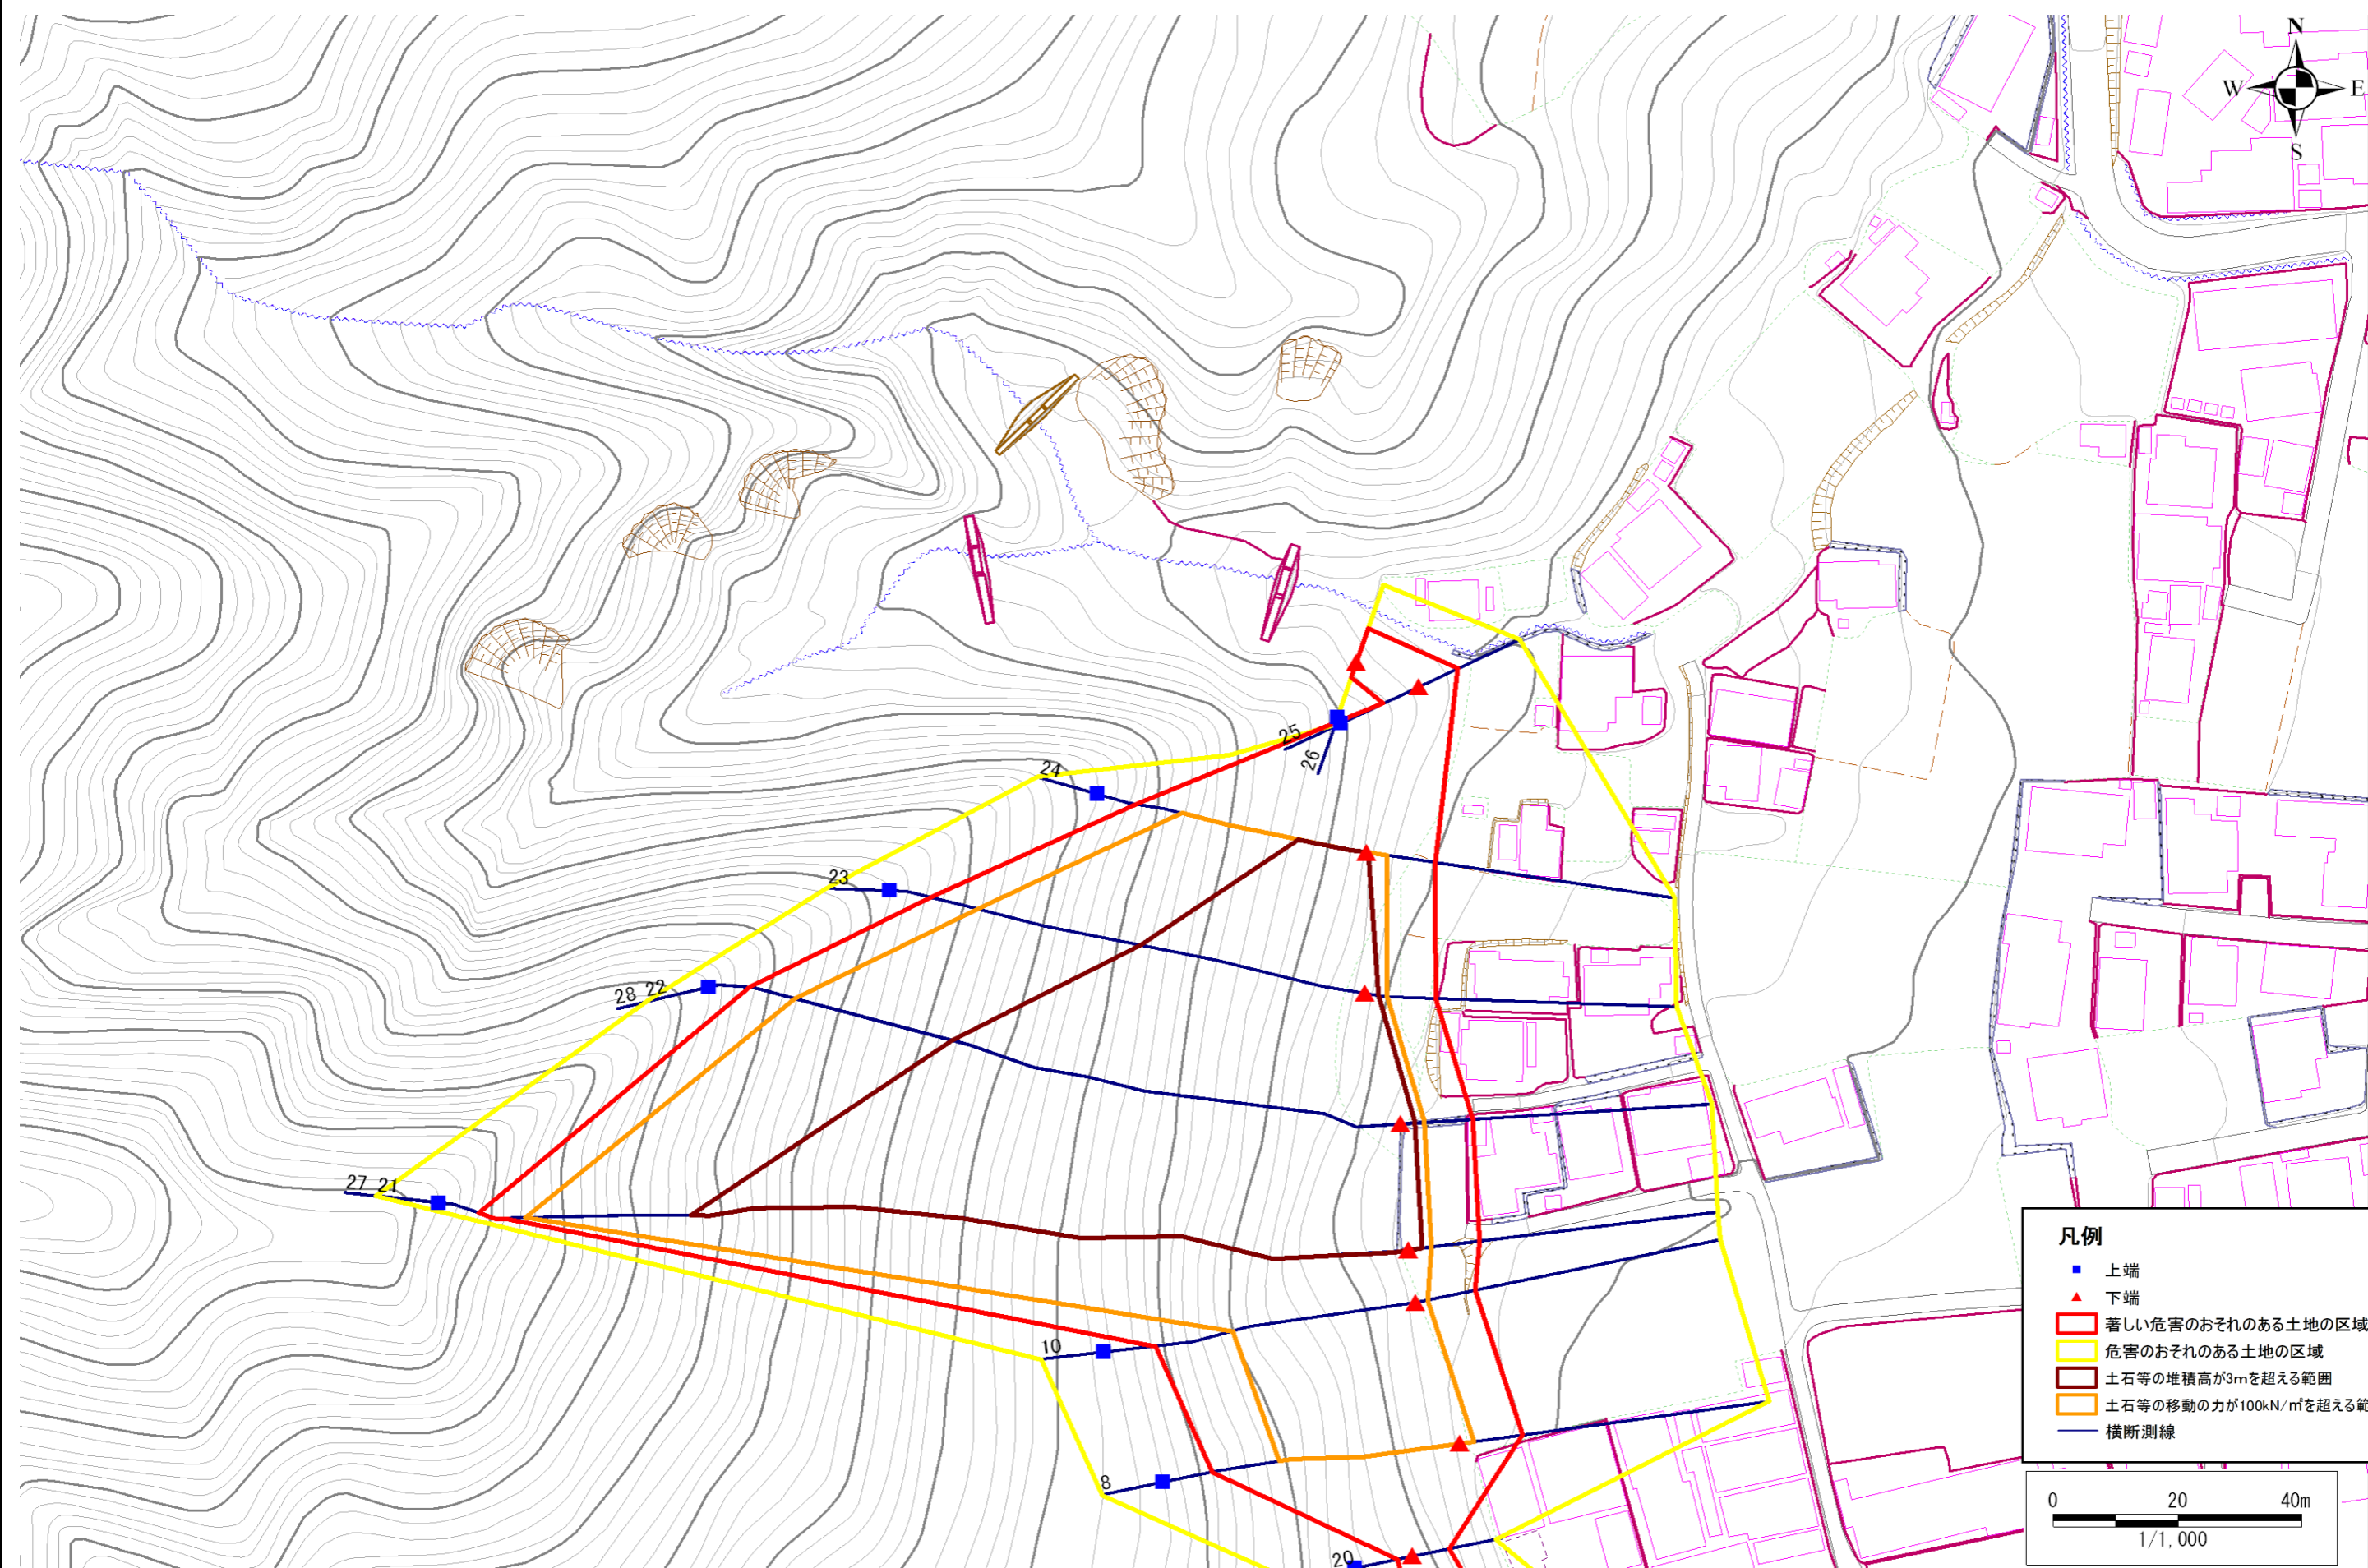 N
W E
S
25
26
24
23
28 22
27 21
10
8
20
凡例
上端
下端
著しい危害のおそれのある土地の区域
危害のおそれのある土地の区域
土石等の堆積高が3mを超える範囲
土石等の移動の力が100kN/㎡を超える範
横断測線
0 20 40m
1/1,000